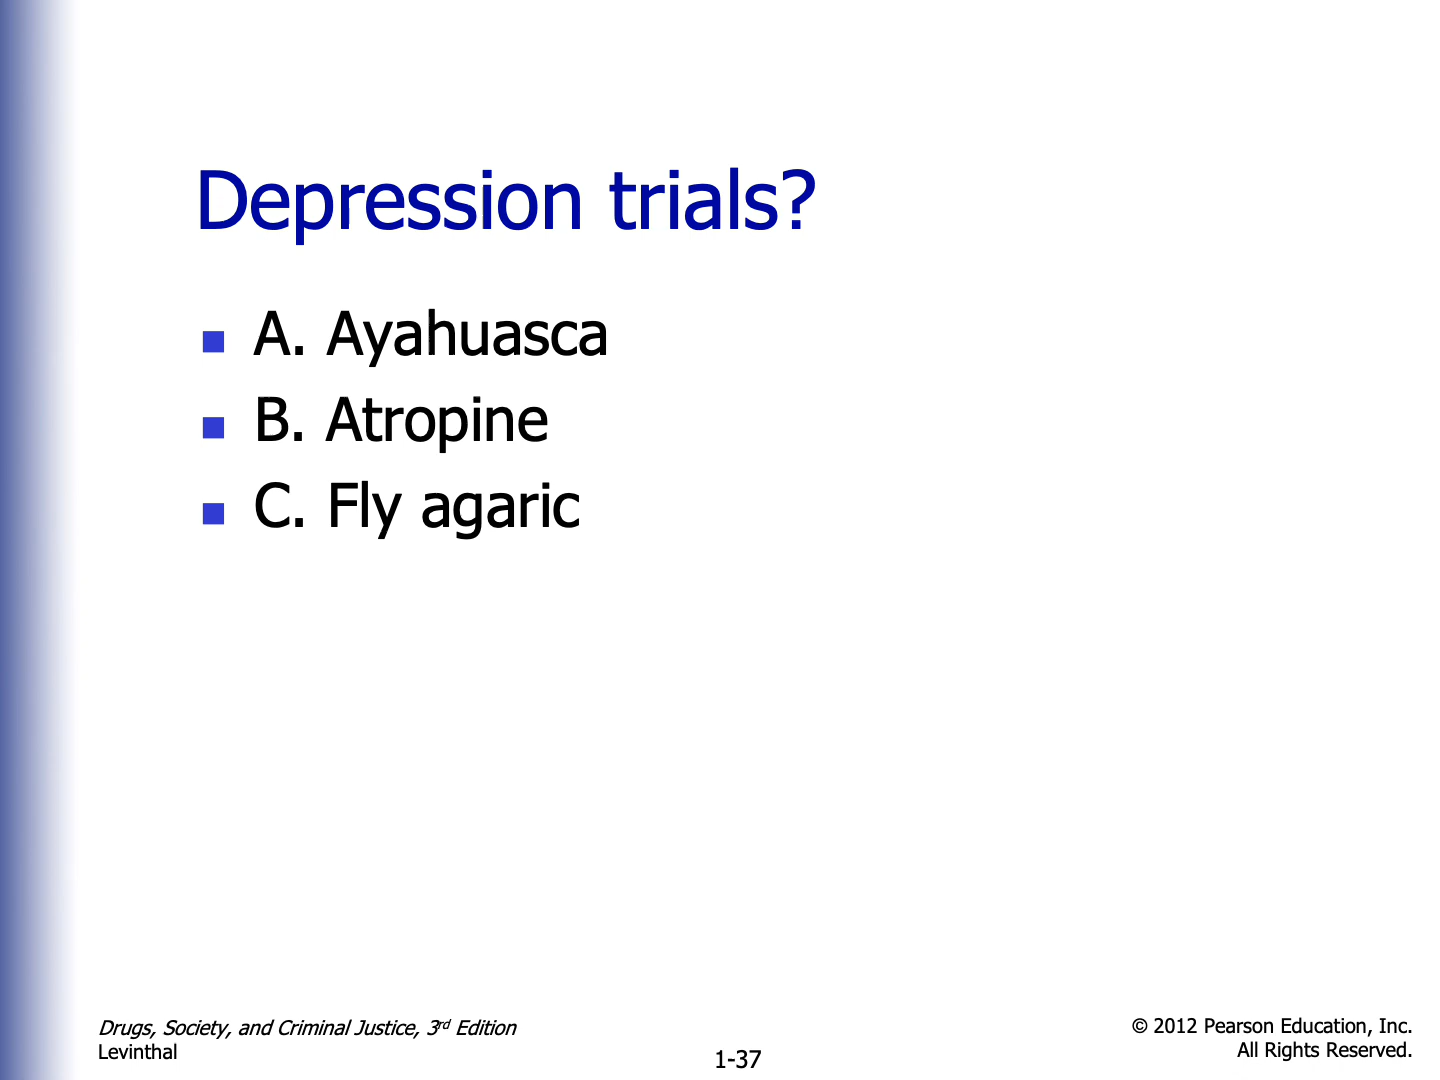 Depression trials?
A. Ayahuasca
B. Atropine
C. Fly agaric
Drugs, Society, and Criminal Justice, 3rd Edition
Levinthal
1-37
© 2012 Pearson Education, Inc.
All Rights Reserved.